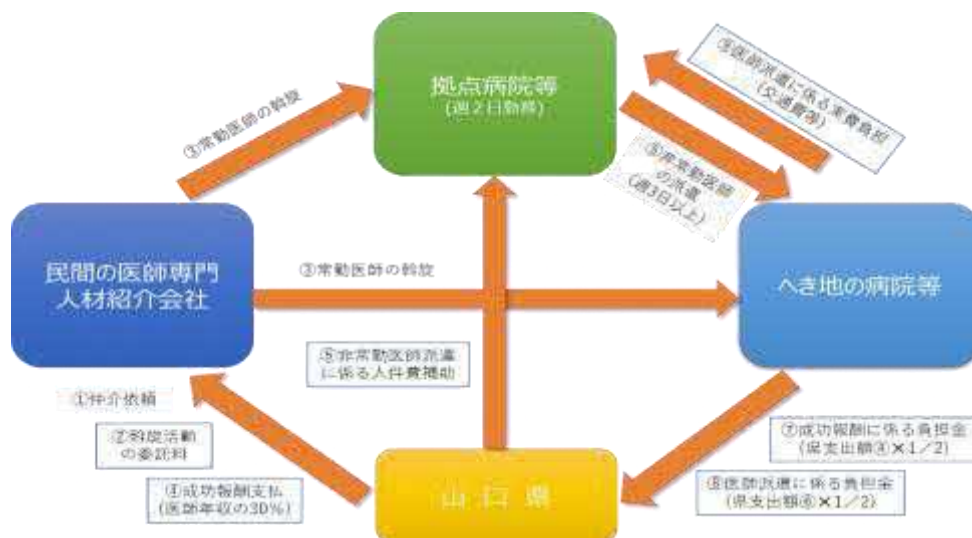 拠点病院等
(週２日勤務)
⑨医師派遣に係る実費負担
(交通費等)
③常勤医師の斡旋
⑤非常勤医師
の派遣
(週3日以上)
民間の医師専門
人材紹介会社
③常勤医師の斡旋
へき地の病院等
⑥非常勤医師派遣
に係る人件費補助
①仲介依頼
②斡旋活動
の委託料
④成功報酬支払
(医師年収の30%)
山口県
⑦成功報酬に係る負担金
(県支出額④×１／２)
⑧医師派遣に係る負担金
(県支出額⑥×１／２)